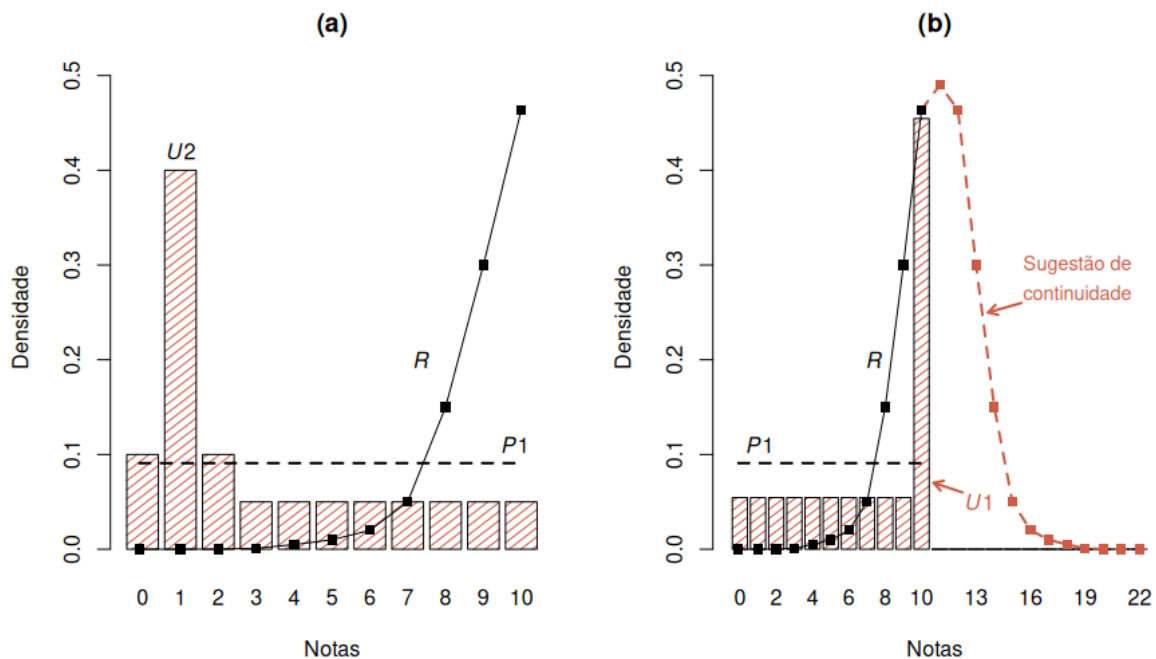 (a)
0.5
0.4
0.3
0.2
0.1
0.0
Densidade
U2
R
P1
0 1 2 3 4 5 6 7 8 9 10
Notas
(b)
0.5
0.4
0.3
0.2
0.1
0.0
Densidade
Sugestão de
continuidade
R
P1
U1
0 2 4 6 8 10 13 16 19 22
Notas